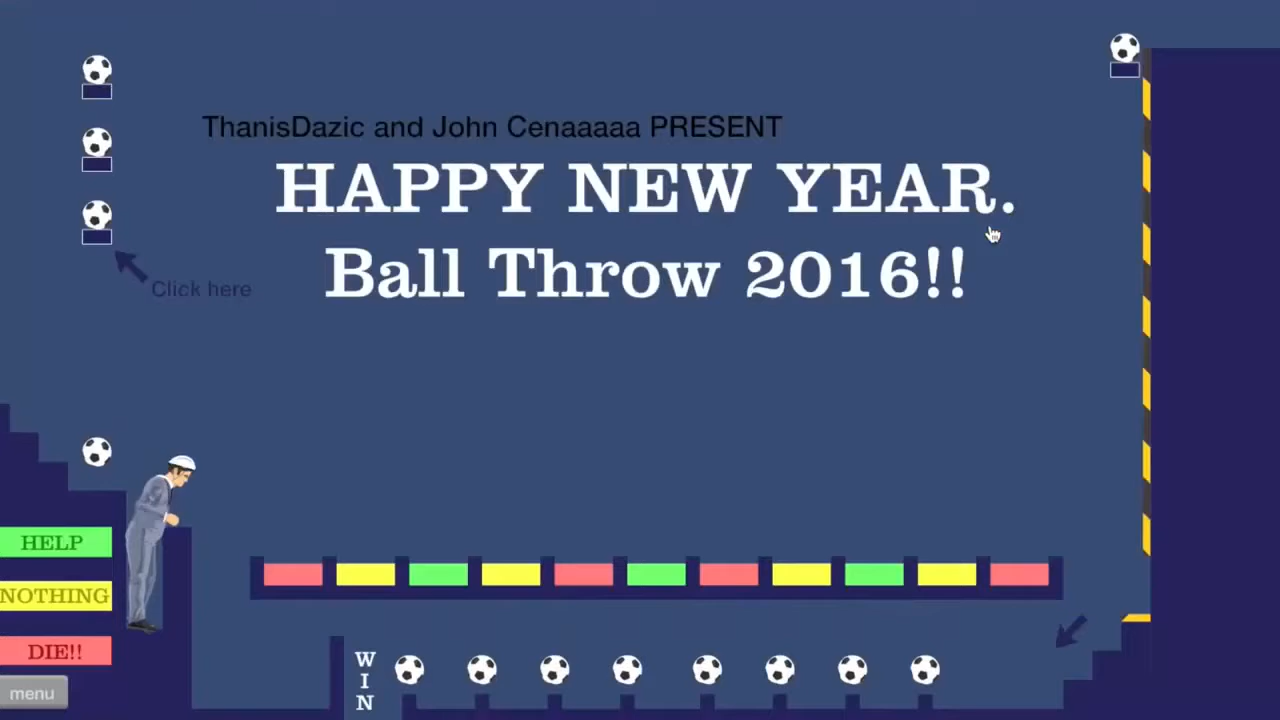 ThanisDazic and John Cenaaaaa PRESENT
HAPPY NEW YEAR.
Ball Throw 2016!!
Click here
HELP
NOTHING
DIE!!
menu
W
I
N